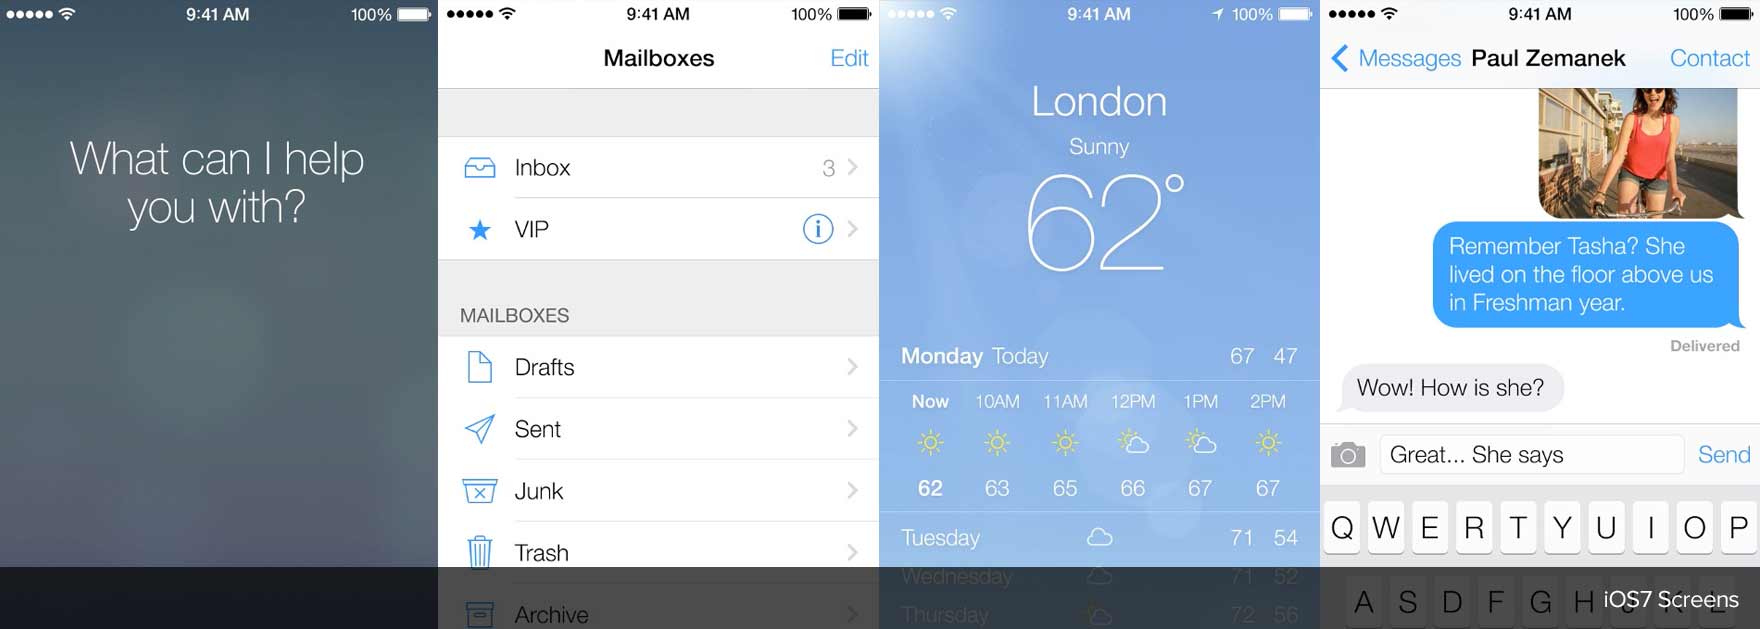 9:41 AM 100%
What can I help
you with?
9:41 AM 100%
Mailboxes Edit
Inbox 3
VIP i
MAILBOXES
Drafts
Sent
Junk
Trash
Archive
9:41 AM 100%
London
Sunny
62°
Monday Today 67 47
Now 10AM 11AM 12PM 1PM 2PM
62 63 65 66 67 67
Tuesday 71 54
Wednesday 71 52
Thursday 72 56
9:41 AM 100%
Messages Paul Zemanek Contact
Remember Tasha? She
lived on the floor above us
in Freshman year.
Delivered
Wow! How is she?
Great... She says Send
Q W E R T Y U I O P
A S D F G H J K L
iOS7 Screens